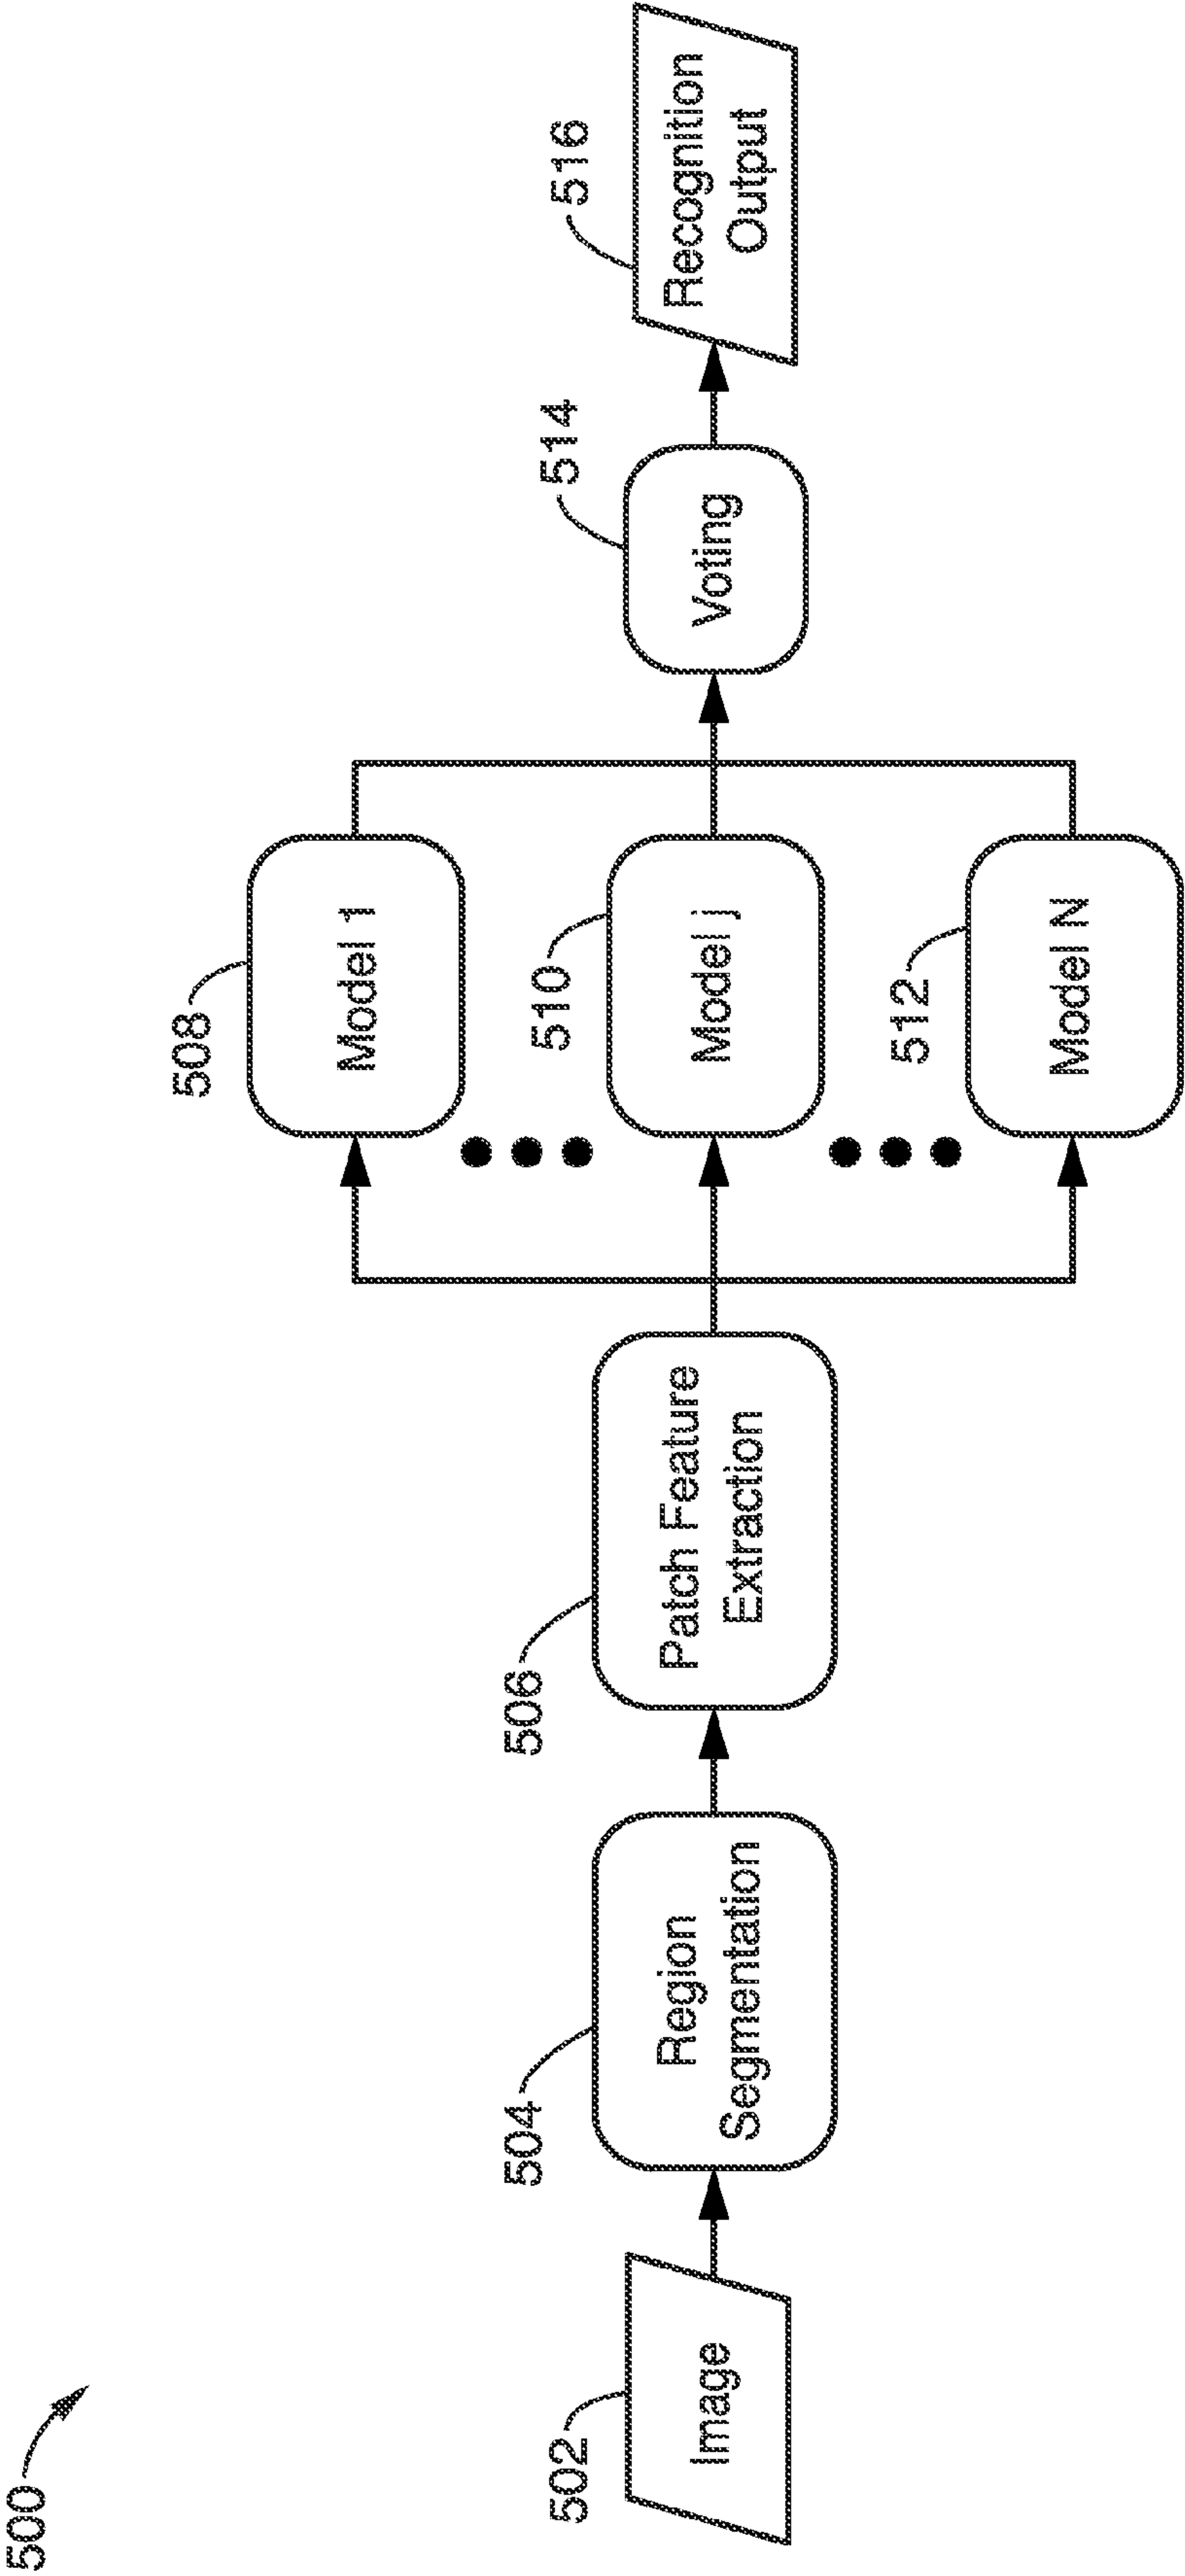 500
502
Image
504
Region
Segmentation
506
Patch Feature
Extraction
508
Model 1
510
Model j
512
Model N
514
Voting
516
Recognition
Output